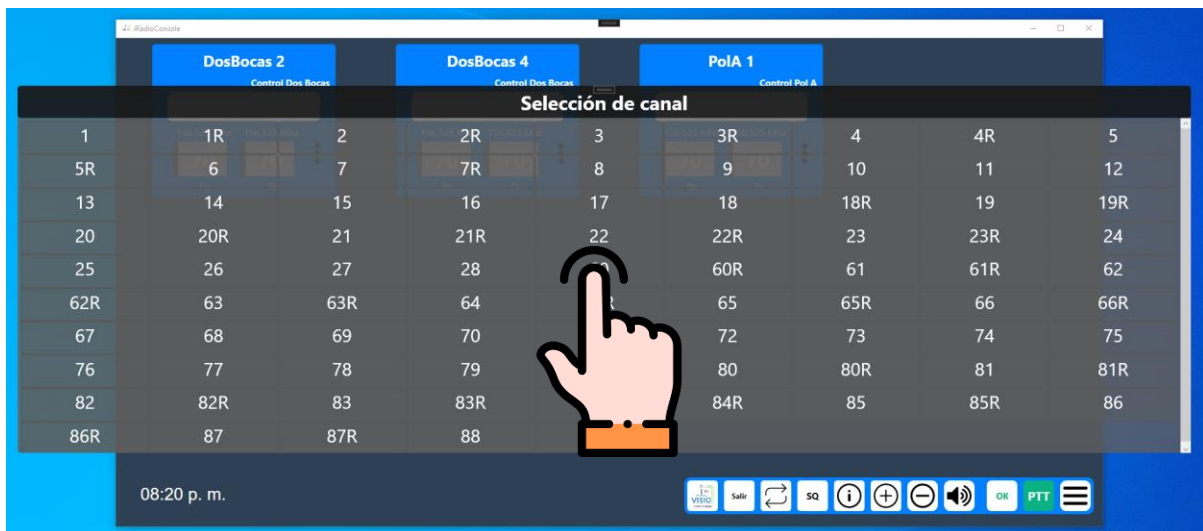 iRadioConsole
DosBocas 2 DosBocas 4 PolA 1
Control Dos Bocas Control Dos Bocas Control Pol A
Selección de canal
1 1R 2 2R 3 3R 4 4R 5
5R 6 7 7R 8 9 10 11 12
13 14 15 16 17 18 18R 19 19R
20 20R 21 21R 22 22R 23 23R 24
25 26 27 28 60R 61 61R 62
62R 63 63R 64 65 65R 66 66R
67 68 69 70 72 73 74 75
76 77 78 79 80 80R 81 81R
82 82R 83 83R 84R 85 85R 86
86R 87 87R 88
08:20 p. m. VISIO Salir SQ OK PTT